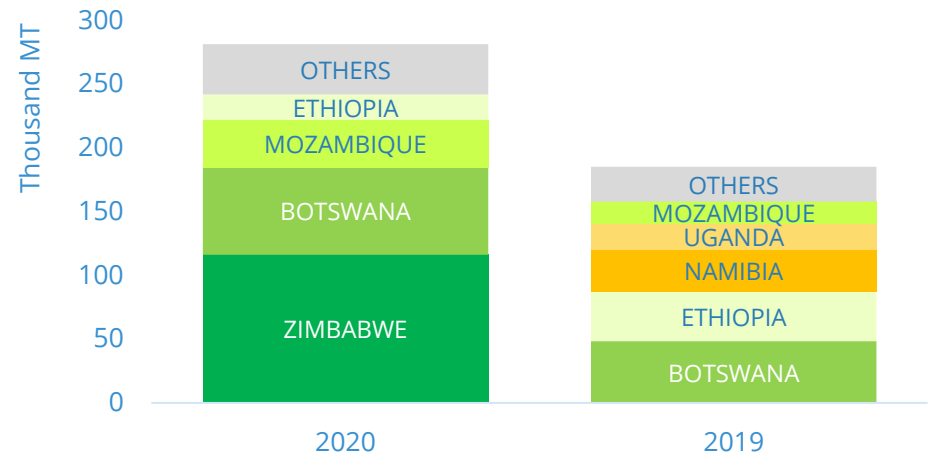 Thousand MT
300
250
200
150
100
50
0
OTHERS
ETHIOPIA
MOZAMBIQUE
BOTSWANA
ZIMBABWE
OTHERS
MOZAMBIQUE
UGANDA
NAMIBIA
ETHIOPIA
BOTSWANA
2020
2019